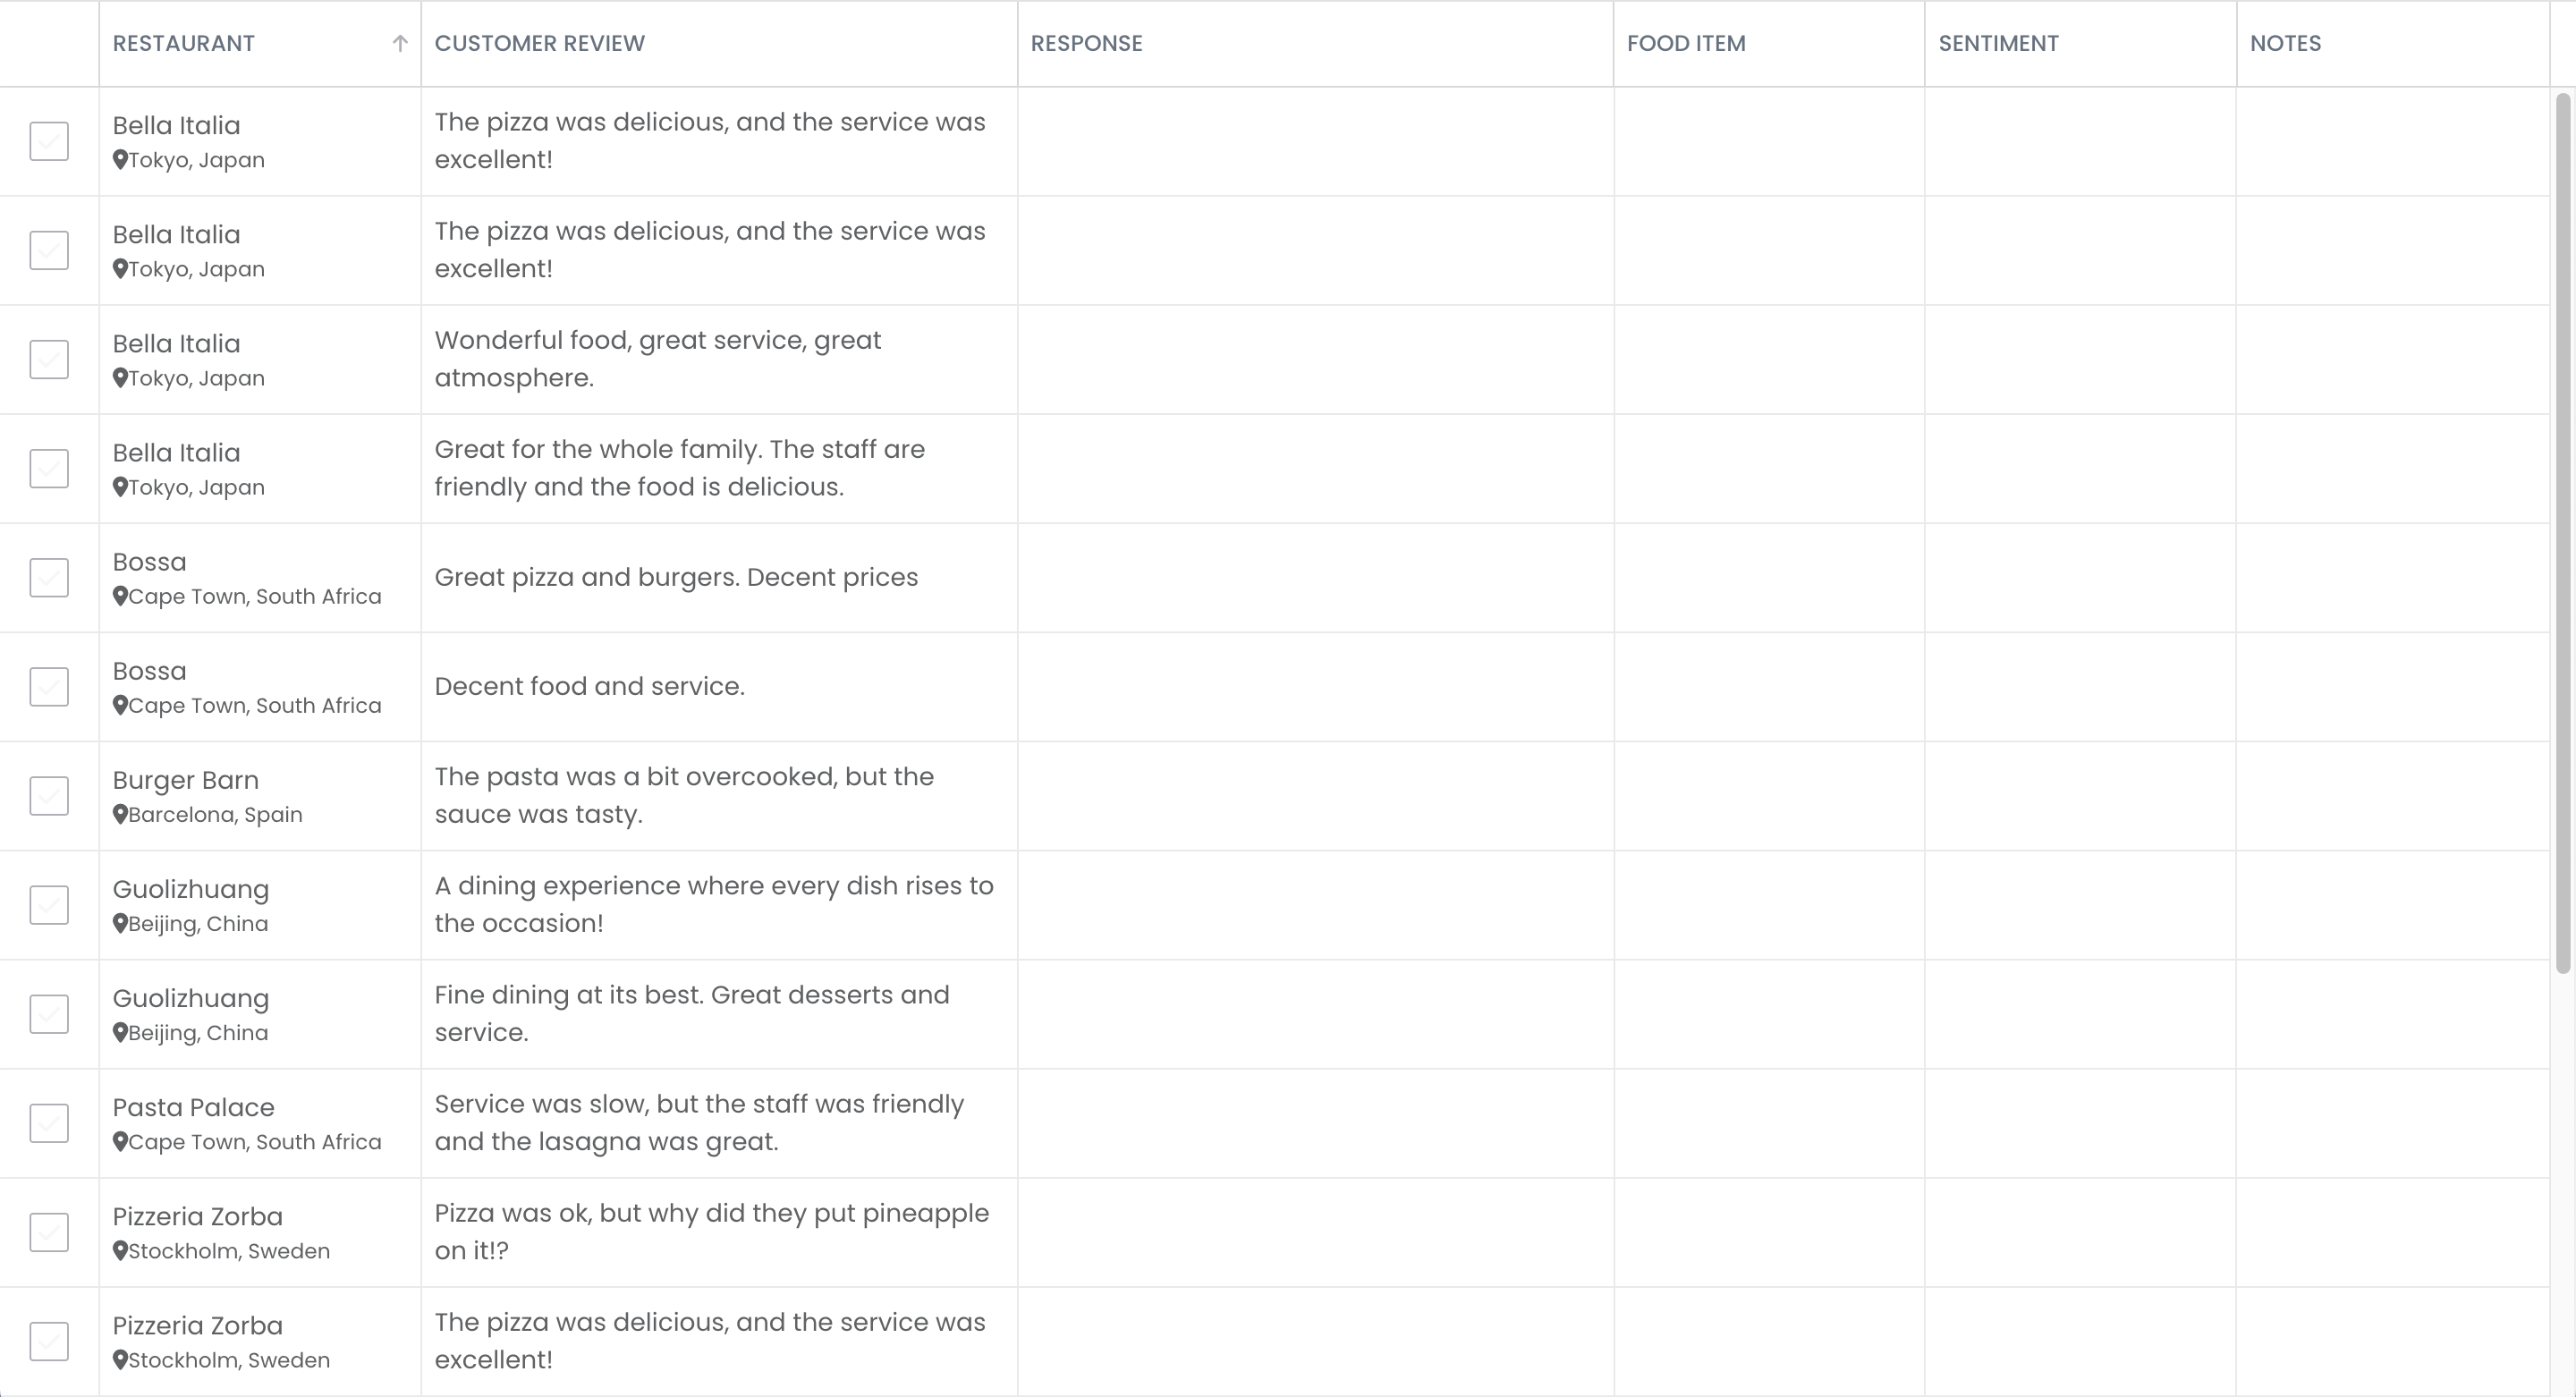 RESTAURANT CUSTOMER REVIEW RESPONSE FOOD ITEM SENTIMENT NOTES
Bella Italia
Tokyo, Japan
The pizza was delicious, and the service was
excellent!
Bella Italia
Tokyo, Japan
The pizza was delicious, and the service was
excellent!
Bella Italia
Tokyo, Japan
Wonderful food, great service, great
atmosphere.
Bella Italia
Tokyo, Japan
Great for the whole family. The staff are
friendly and the food is delicious.
Bossa
Cape Town, South Africa
Great pizza and burgers. Decent prices
Bossa
Cape Town, South Africa
Decent food and service.
Burger Barn
Barcelona, Spain
The pasta was a bit overcooked, but the
sauce was tasty.
Guolizhuang
Beijing, China
A dining experience where every dish rises to
the occasion!
Guolizhuang
Beijing, China
Fine dining at its best. Great desserts and
service.
Pasta Palace
Cape Town, South Africa
Service was slow, but the staff was friendly
and the lasagna was great.
Pizzeria Zorba
Stockholm, Sweden
Pizza was ok, but why did they put pineapple
on it!?
Pizzeria Zorba
Stockholm, Sweden
The pizza was delicious, and the service was
excellent!